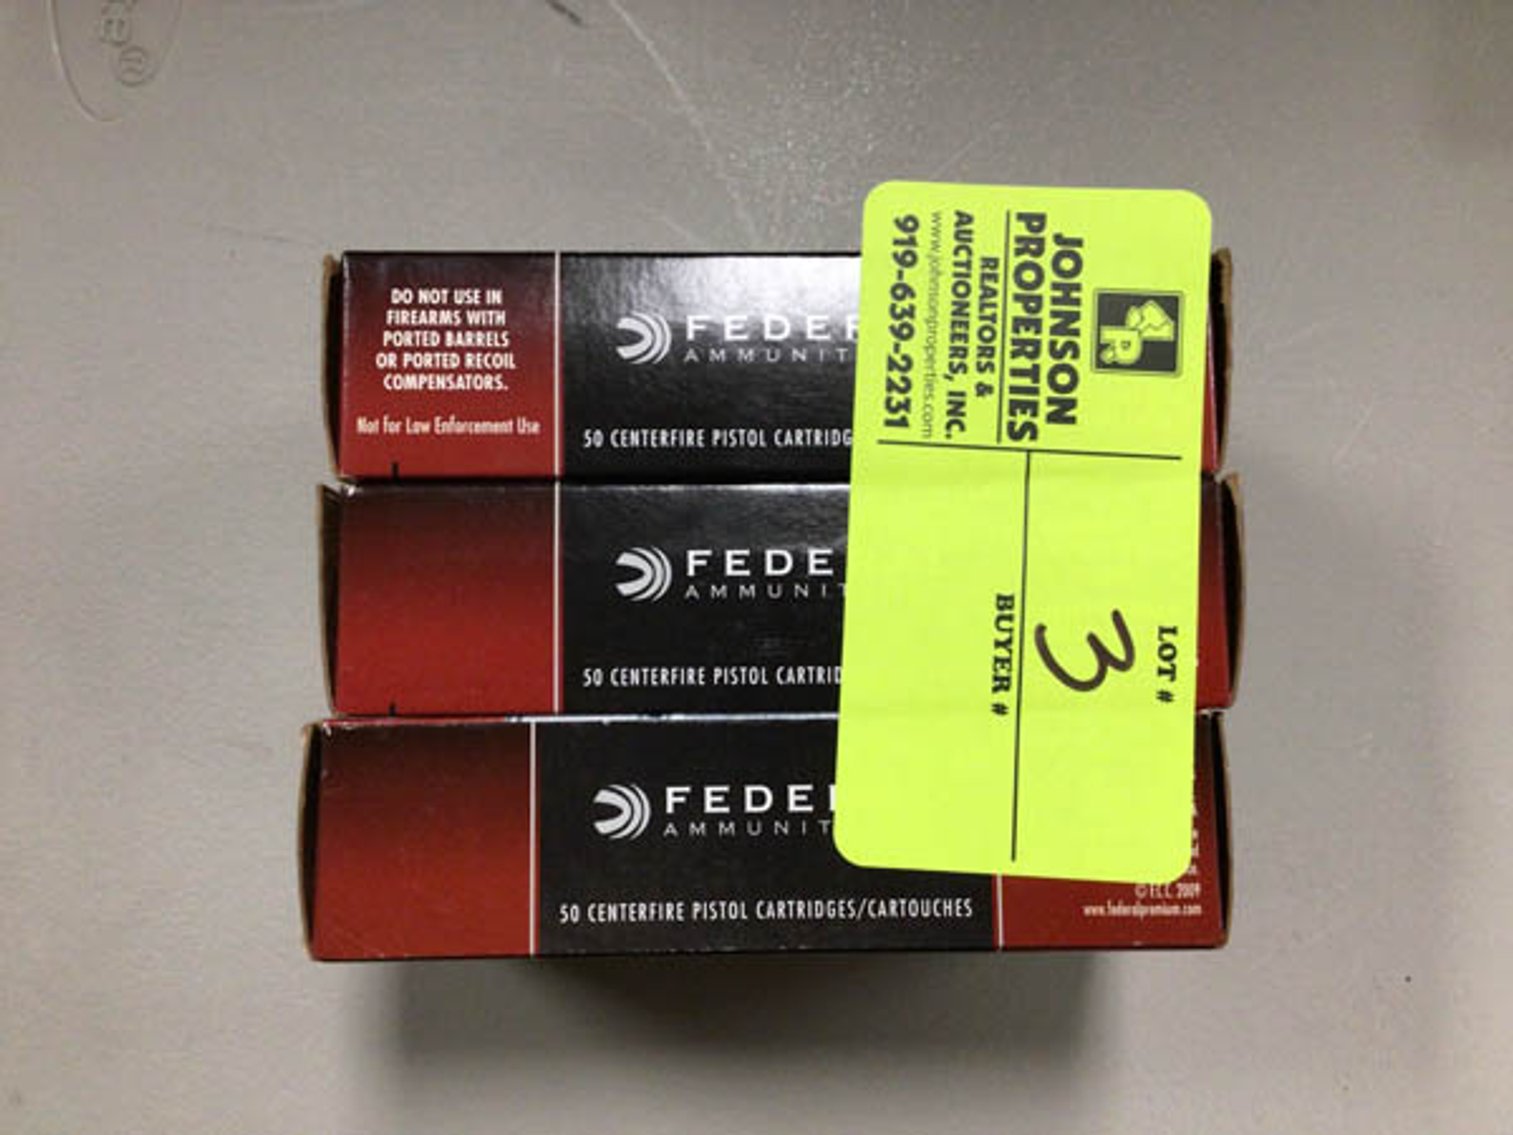 DO NOT USE IN
FIREARMS WITH
PORTED BARRELS
OR PORTED RECOIL
COMPENSATORS.
Not for Law Enforcement Use
FEDER
AMMUNIT
50 CENTERFIRE PISTOL CARTRIDG
FEDE
AMMUNIT
50 CENTERFIRE PISTOL CARTRID
FEDE
AMMUNIT
50 CENTERFIRE PISTOL CARTRIDGES/CARTOUCHES
© F.C.C. 2009
www.federalpremium.com
JOHNSON
PROPERTIES
REALTORS &
AUCTIONEERS, INC.
www.johnsonproperties.com
919-639-2231
LOT #
3
BUYER #